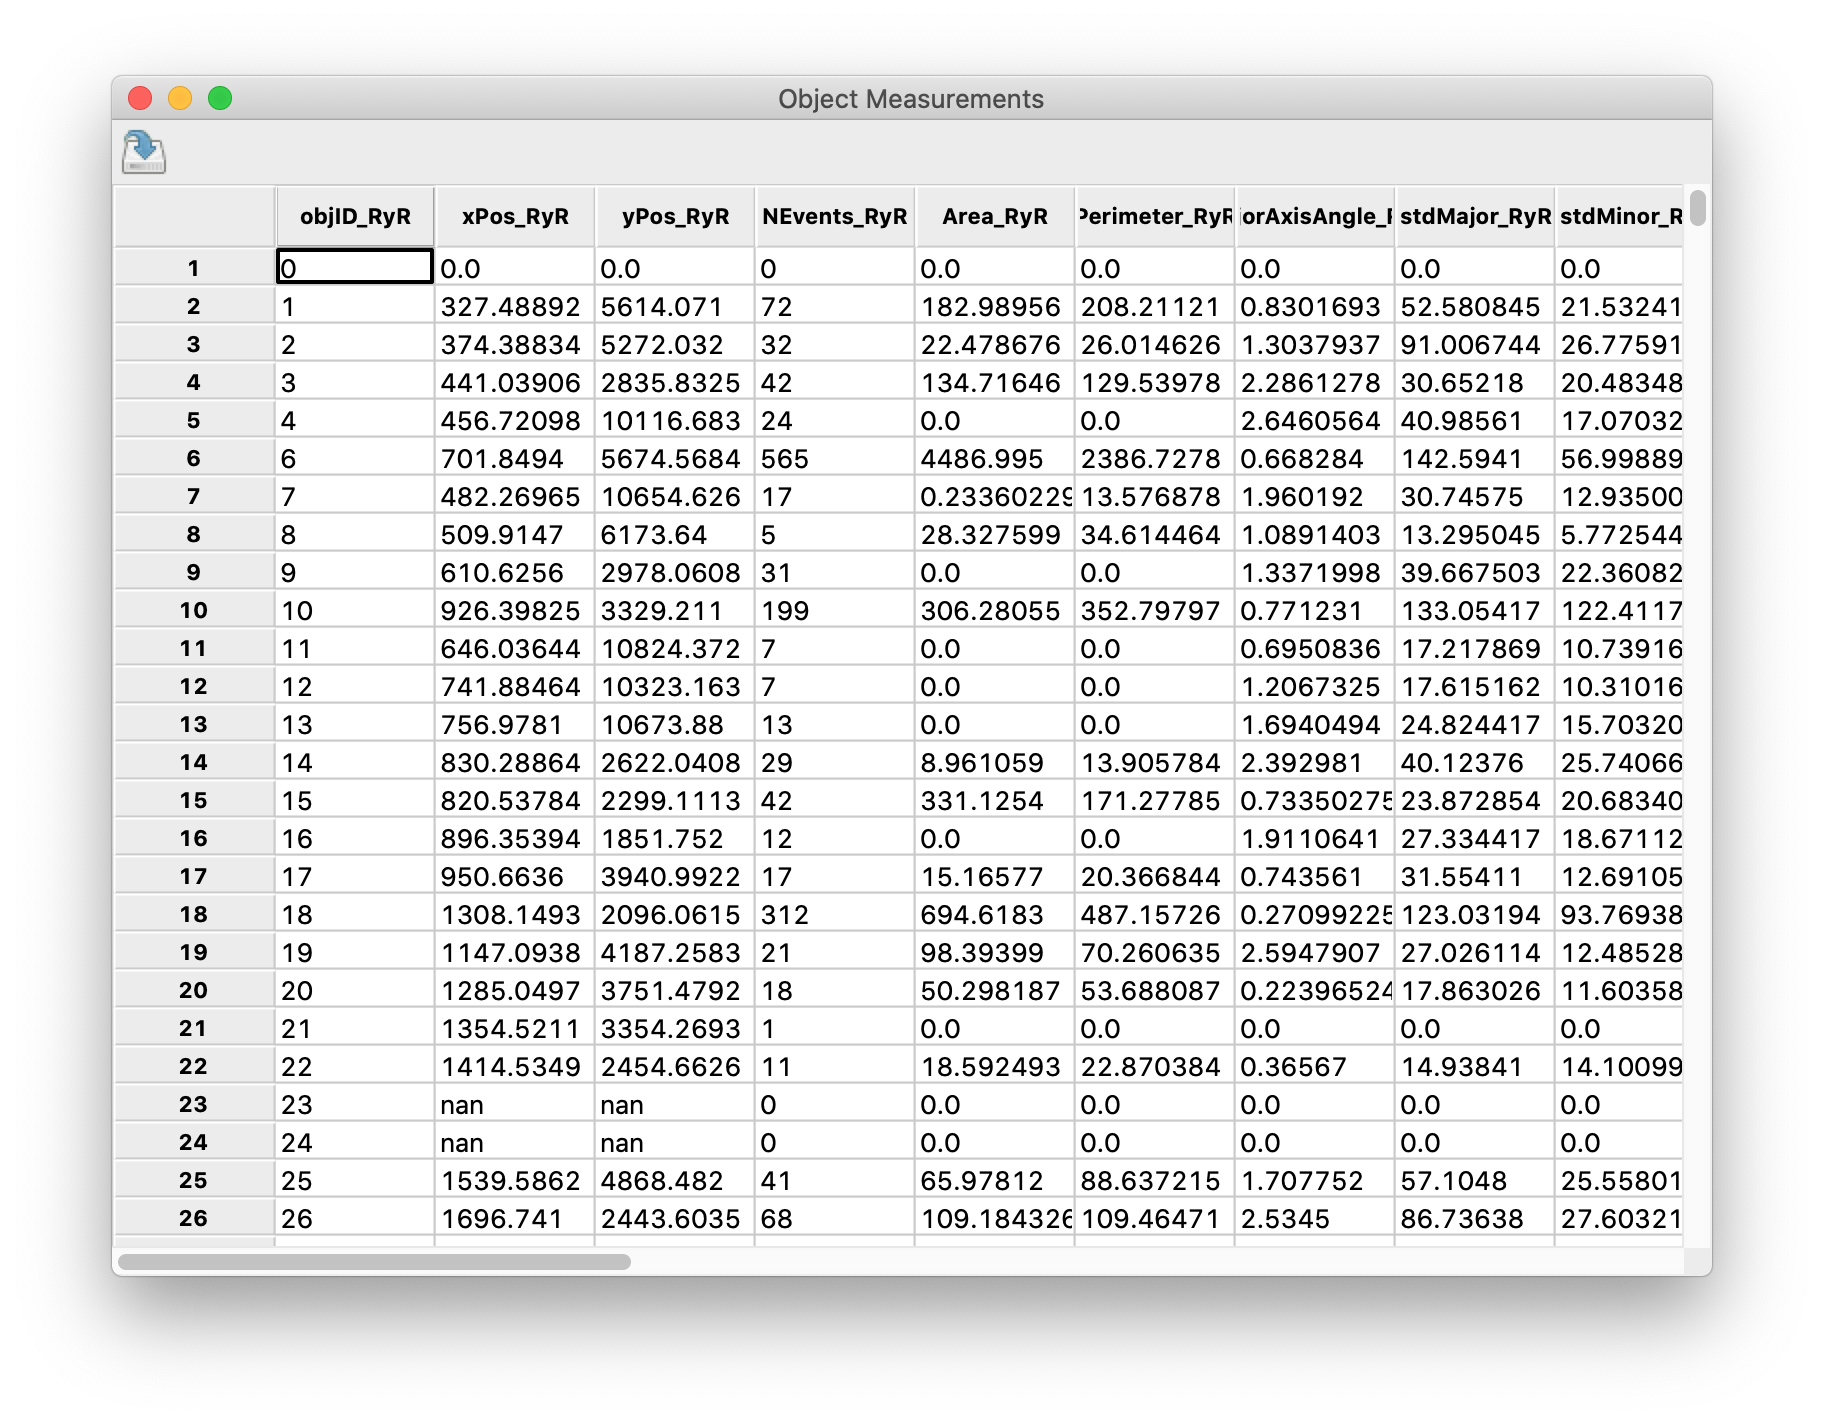 Object Measurements
objID_RyR xPos_RyR yPos_RyR NEvents_RyR Area_RyR Perimeter_RyR iorAxisAngle_R stdMajor_RyR stdMinor_R
1 0 0.0 0.0 0 0.0 0.0 0.0 0.0 0.0
2 1 327.48892 5614.071 72 182.98956 208.21121 0.8301693 52.580845 21.53241
3 2 374.38834 5272.032 32 22.478676 26.014626 1.3037937 91.006744 26.77591
4 3 441.03906 2835.8325 42 134.71646 129.53978 2.2861278 30.65218 20.48348
5 4 456.72098 10116.683 24 0.0 0.0 2.6460564 40.98561 17.07032
6 6 701.8494 5674.5684 565 4486.995 2386.7278 0.668284 142.5941 56.99889
7 7 482.26965 10654.626 17 0.23360229 13.576878 1.960192 30.74575 12.93500
8 8 509.9147 6173.64 5 28.327599 34.614464 1.0891403 13.295045 5.772544
9 9 610.6256 2978.0608 31 0.0 0.0 1.3371998 39.667503 22.36082
10 10 926.39825 3329.211 199 306.28055 352.79797 0.771231 133.05417 122.4117
11 11 646.03644 10824.372 7 0.0 0.0 0.6950836 17.217869 10.73916
12 12 741.88464 10323.163 7 0.0 0.0 1.2067325 17.615162 10.31016
13 13 756.9781 10673.88 13 0.0 0.0 1.6940494 24.824417 15.70320
14 14 830.28864 2622.0408 29 8.961059 13.905784 2.392981 40.12376 25.74066
15 15 820.53784 2299.1113 42 331.1254 171.27785 0.73350275 23.872854 20.68340
16 16 896.35394 1851.752 12 0.0 0.0 1.9110641 27.334417 18.67112
17 17 950.6636 3940.9922 17 15.16577 20.366844 0.743561 31.55411 12.69105
18 18 1308.1493 2096.0615 312 694.6183 487.15726 0.27099225 123.03194 93.76938
19 19 1147.0938 4187.2583 21 98.39399 70.260635 2.5947907 27.026114 12.48528
20 20 1285.0497 3751.4792 18 50.298187 53.688087 0.22396524 17.863026 11.60358
21 21 1354.5211 3354.2693 1 0.0 0.0 0.0 0.0 0.0
22 22 1414.5349 2454.6626 11 18.592493 22.870384 0.36567 14.93841 14.10099
23 23 nan nan 0 0.0 0.0 0.0 0.0 0.0
24 24 nan nan 0 0.0 0.0 0.0 0.0 0.0
25 25 1539.5862 4868.482 41 65.97812 88.637215 1.707752 57.1048 25.55801
26 26 1696.741 2443.6035 68 109.184326 109.46471 2.5345 86.73638 27.60321